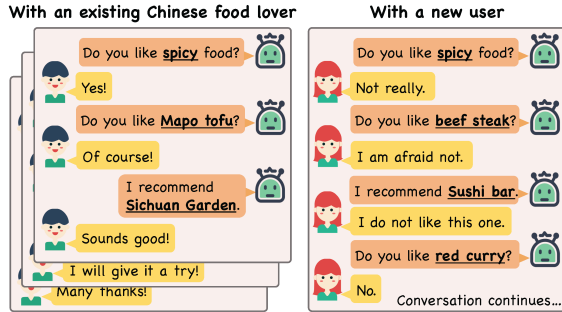 With an existing Chinese food lover
Do you like spicy food?
Yes!
Do you like Mapo tofu?
Of course!
I recommend
Sichuan Garden.
Sounds good!
I will give it a try!
Many thanks!
With a new user
Do you like spicy food?
Not really.
Do you like beef steak?
I am afraid not.
I recommend Sushi bar.
I do not like this one.
Do you like red curry?
No.
Conversation continues...